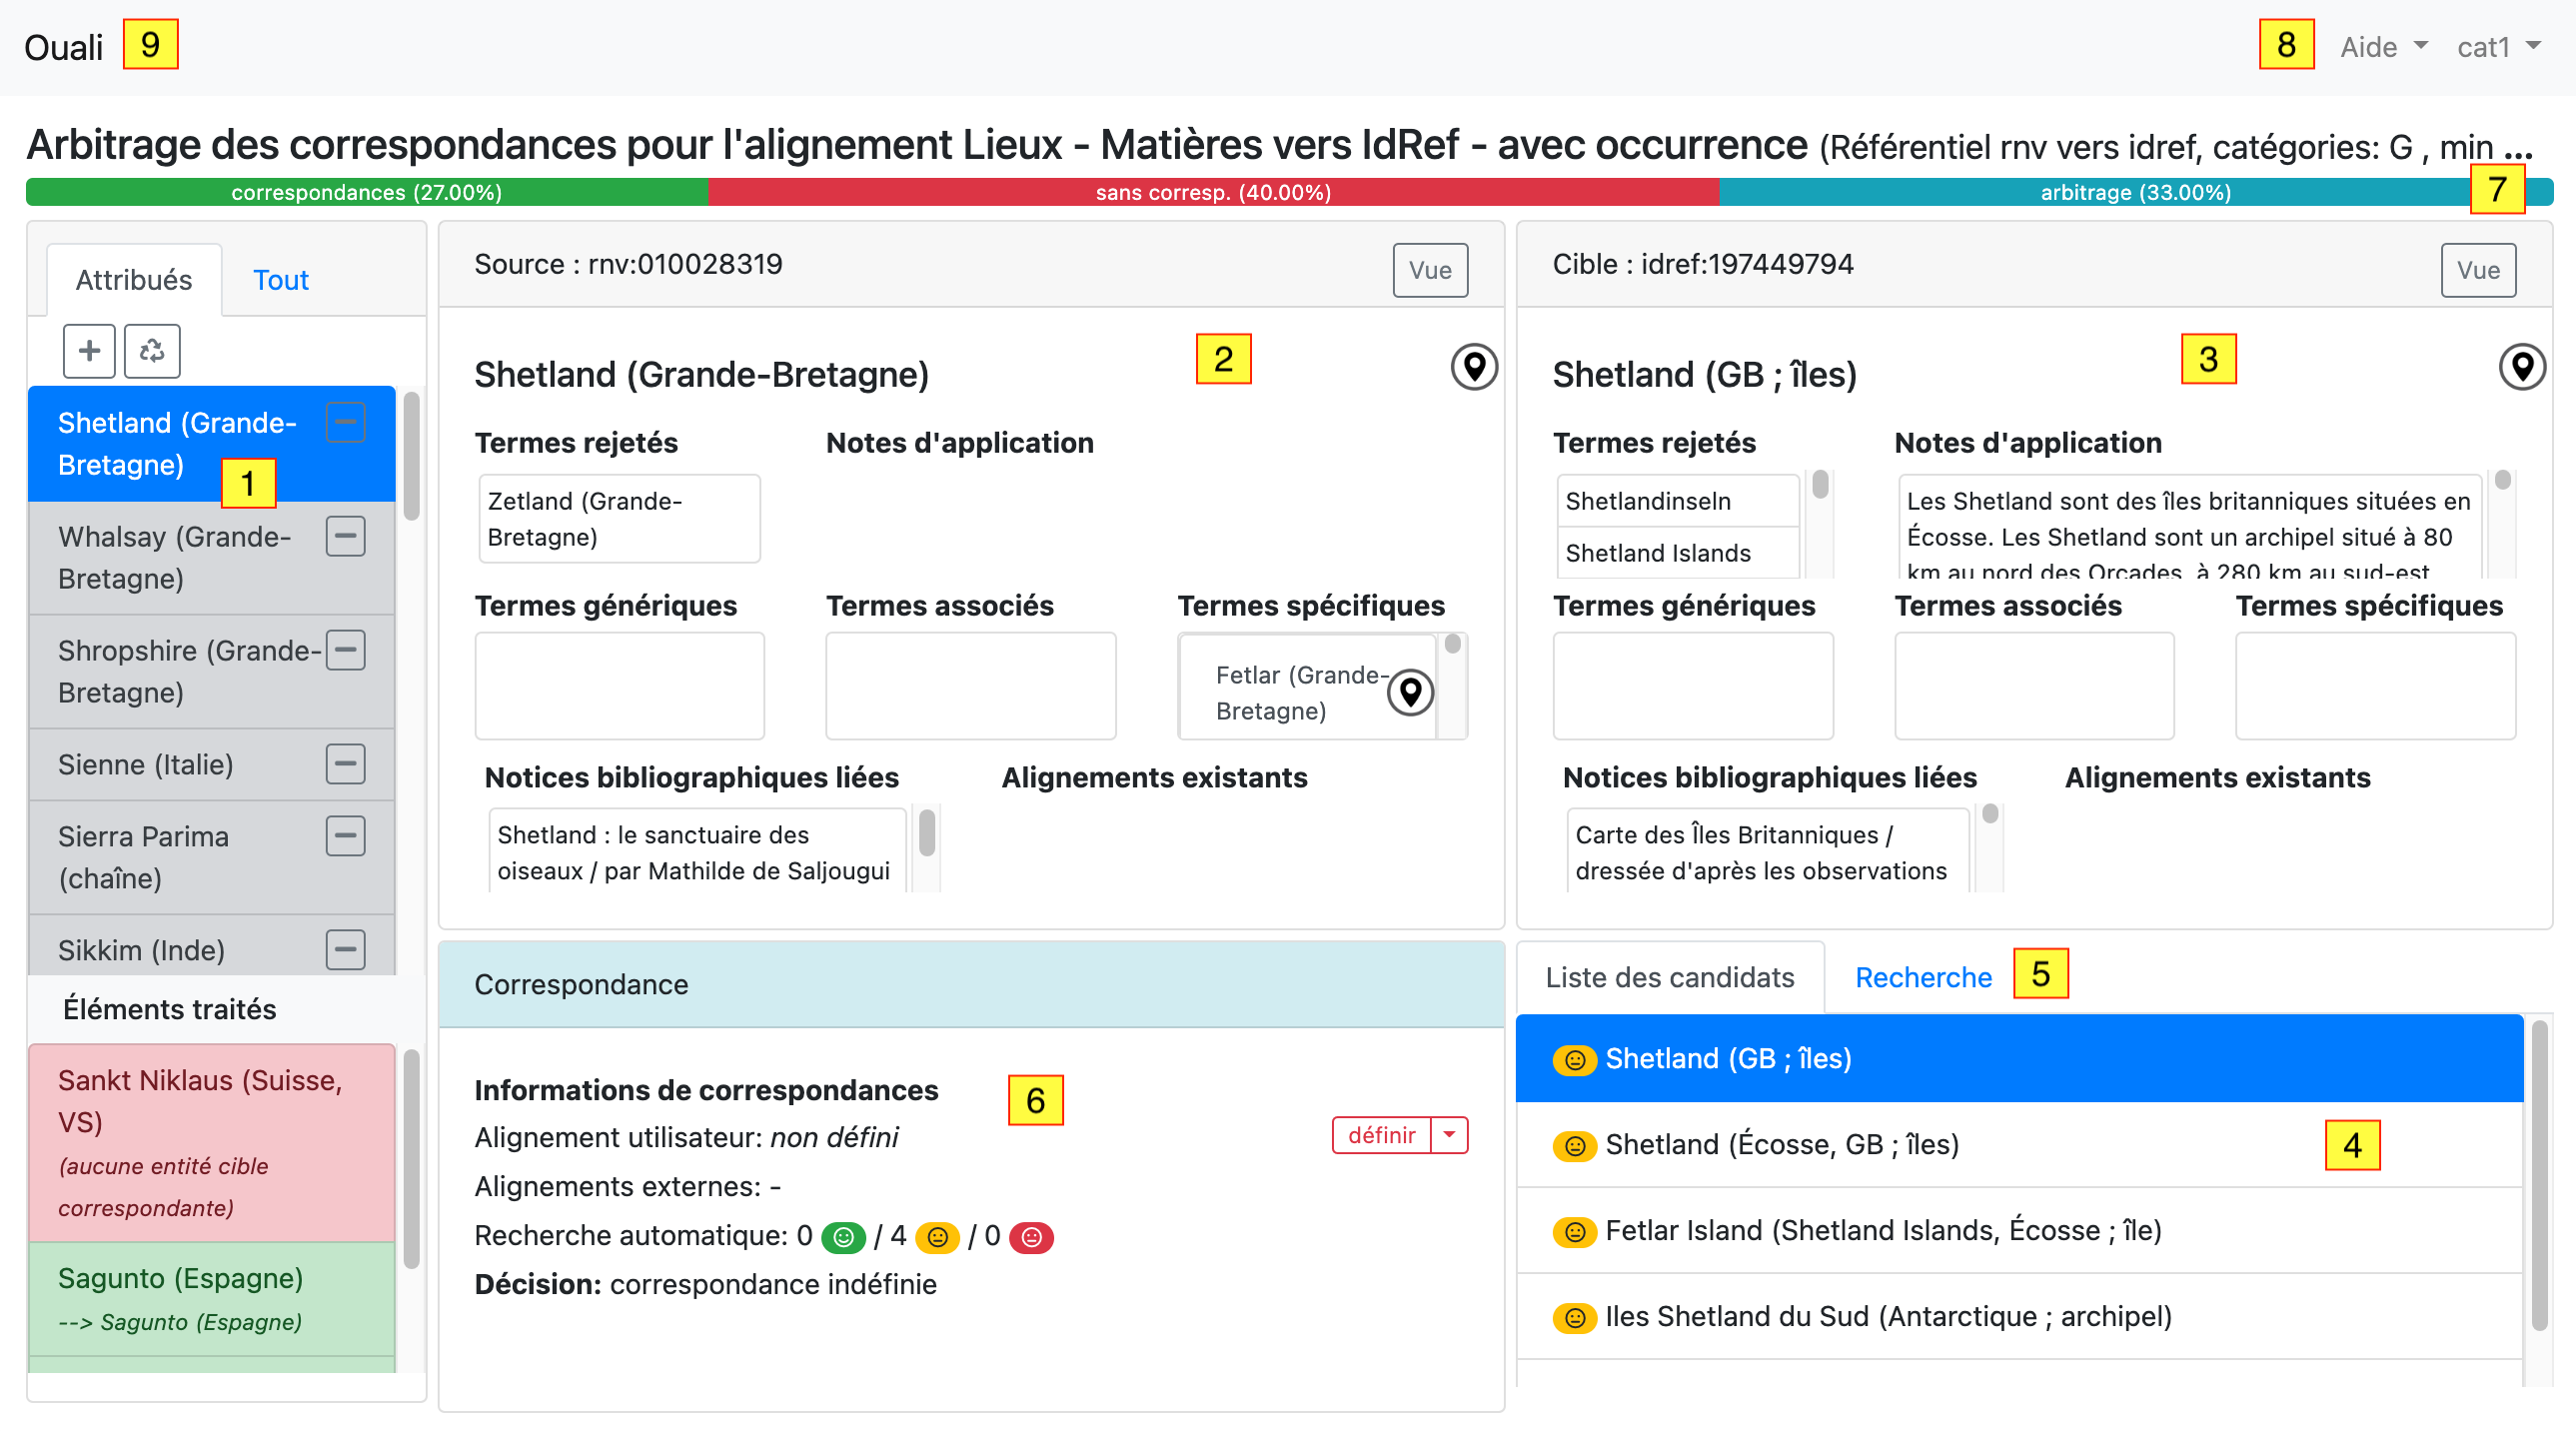 Ouali 9
8 Aide cat1
Arbitrage des correspondances pour l'alignement Lieux - Matières vers IdRef - avec occurrence (Référentiel rnv vers idref, catégories: G , min ...
correspondances (27.00%)
sans corresp. (40.00%)
arbitrage (33.00%)
7
Attribués
Tout
Shetland (Grande-
Bretagne)
1
Whalsay (Grande-
Bretagne)
Shropshire (Grande-
Bretagne)
Sienne (Italie)
Sierra Parima
(chaîne)
Sikkim (Inde)
Éléments traités
Sankt Niklaus (Suisse,
VS)
(aucune entité cible
correspondante)
Sagunto (Espagne)
--> Sagunto (Espagne)
Source : rnv:010028319
Vue
2
Shetland (Grande-Bretagne)
Termes rejetés
Notes d'application
Zetland (Grande-
Bretagne)
Termes génériques
Termes associés
Termes spécifiques
Fetlar (Grande-
Bretagne)
Notices bibliographiques liées
Alignements existants
Shetland : le sanctuaire des
oiseaux / par Mathilde de Saljougui
Cible : idref:197449794
Vue
3
Shetland (GB ; îles)
Termes rejetés
Notes d'application
Shetlandinseln
Shetland Islands
Les Shetland sont des îles britanniques situées en
Écosse. Les Shetland sont un archipel situé à 80
km au nord des Orcades, à 280 km au sud-est
Termes génériques
Termes associés
Termes spécifiques
Notices bibliographiques liées
Alignements existants
Carte des Îles Britanniques /
dressée d'après les observations
Correspondance
Informations de correspondances
6
Alignement utilisateur: non défini
définir
Alignements externes: -
Recherche automatique: 0 / 4 / 0
Décision: correspondance indéfinie
Liste des candidats
Recherche
5
Shetland (GB ; îles)
Shetland (Écosse, GB ; îles)
4
Fetlar Island (Shetland Islands, Écosse ; île)
Iles Shetland du Sud (Antarctique ; archipel)